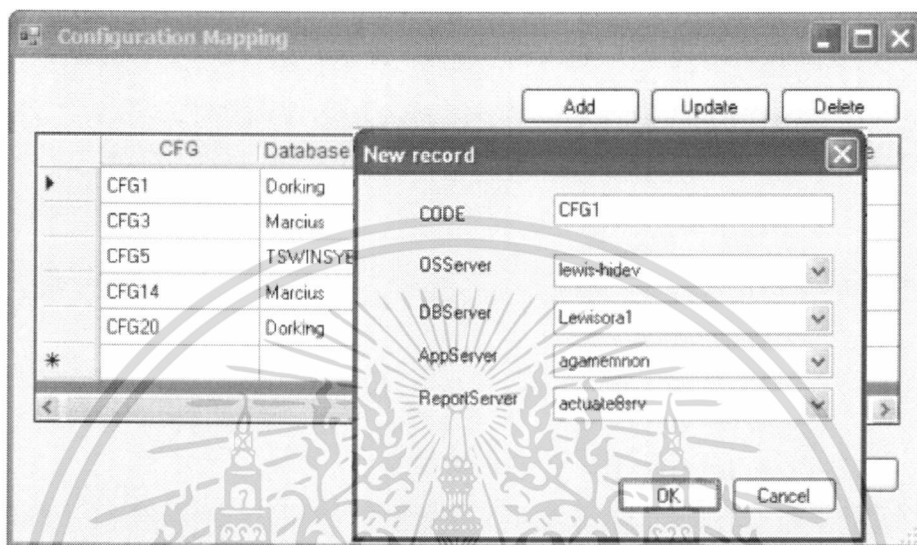 Configuration Mapping
Add Update Delete
CFG Database
CFG1 Dorking
CFG3 Marcius
CFG5
CFG14 Marcius
CFG20 Dorking
New record
CODE CFG1
OSServer lewis-hidev
DBServer Lewisora1
AppServer agamemnon
ReportServer actuate8srv
OK Cancel